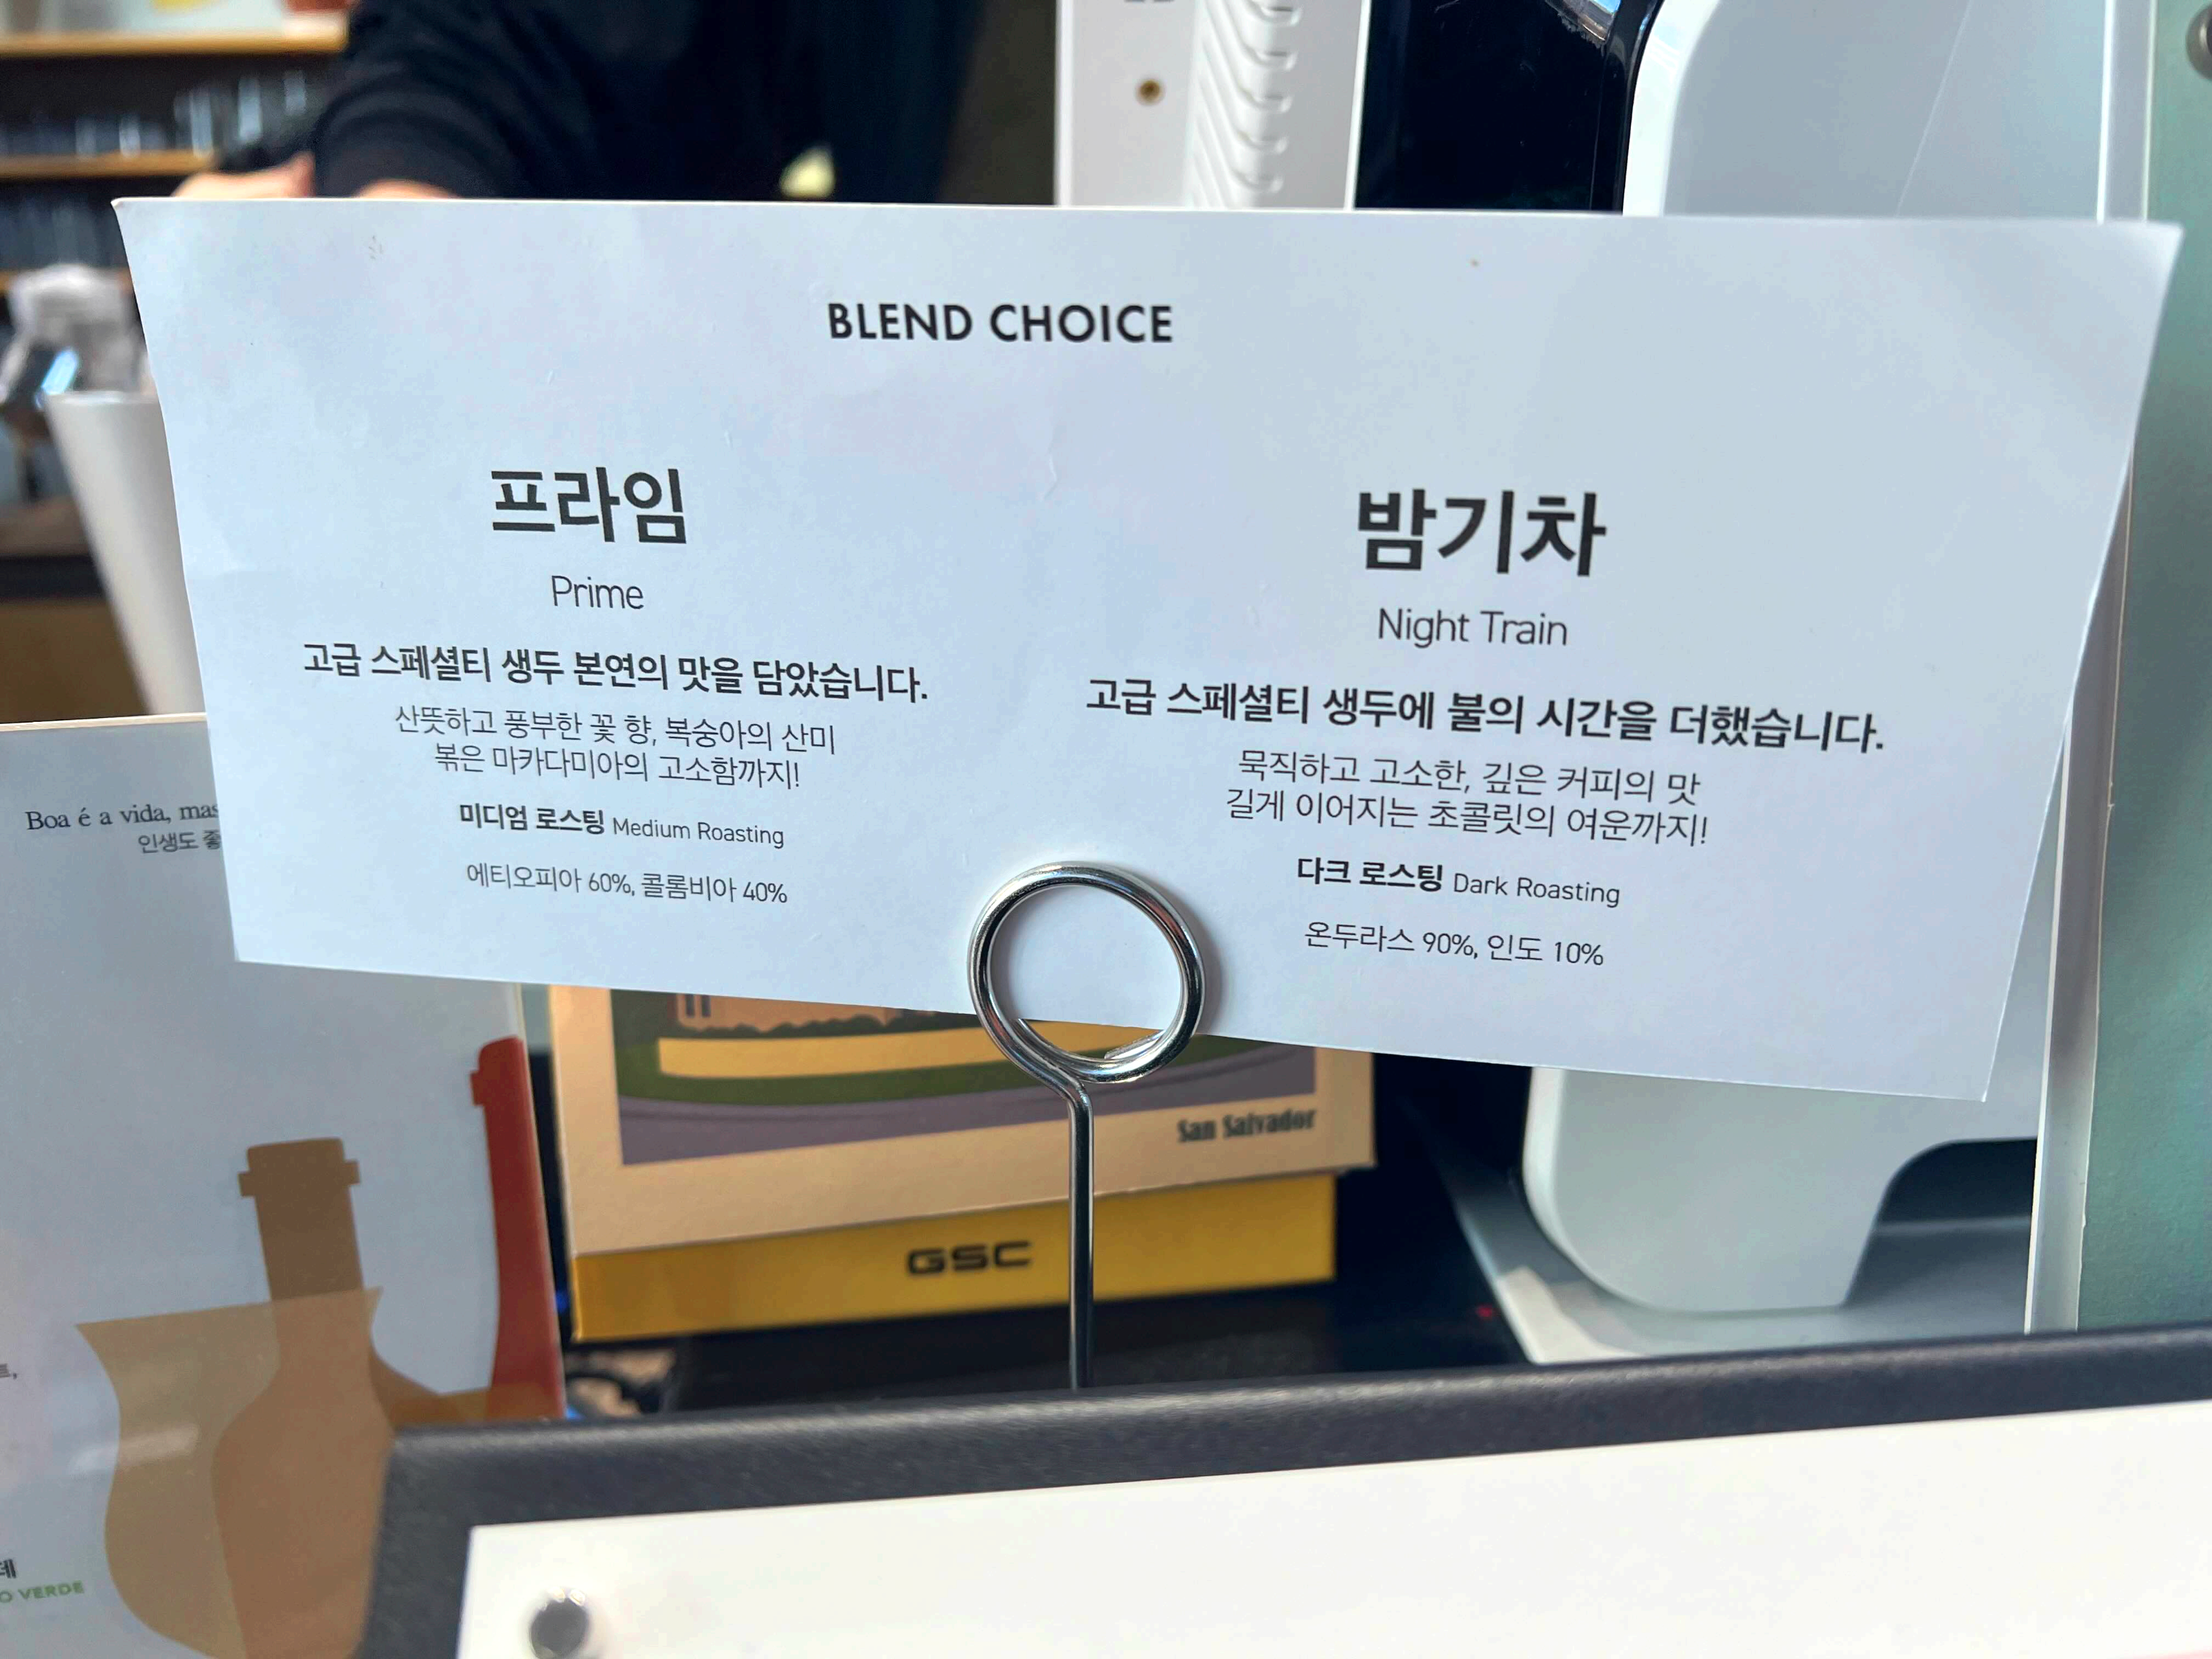 BLEND CHOICE
프라임
Prime
고급 스페셜티 생두 본연의 맛을 담았습니다.
산뜻하고 풍부한 꽃 향, 복숭아의 산미
볶은 마카다미아의 고소함까지!
미디엄 로스팅 Medium Roasting
에티오피아 60%, 콜롬비아 40%
밤기차
Night Train
고급 스페셜티 생두에 불의 시간을 더했습니다.
묵직하고 고소한, 깊은 커피의 맛
길게 이어지는 초콜릿의 여운까지!
다크 로스팅 Dark Roasting
온두라스 90%, 인도 10%
Boa é a vida, mas
인생도
San Salvador
GSC
VERDE